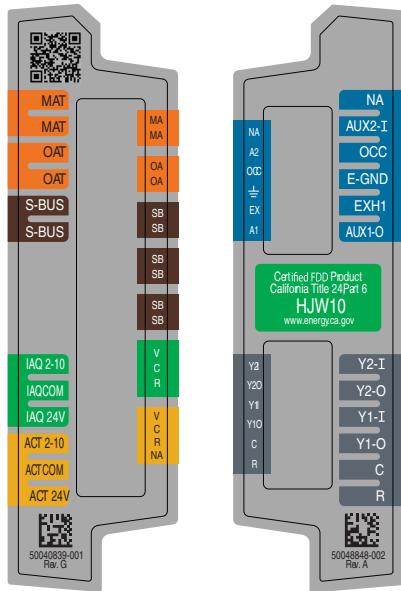 MAT
MAT
OAT
OAT
S-BUS
S-BUS
IAQ 2-10
IAQCOM
IAQ 24V
ACT 2-10
ACTCOM
ACT 24V
MA
MA
OA
OA
SB
SB
SB
SB
SB
SB
V
C
R
V
C
R
NA
50040839-001
Rev. G
NA
A2
OCC
EX
A1
NA
AUX2-I
OCC
E-GND
EXH1
AUX1-O
Certified FDD Product
California Title 24Part 6
HJW10
www.energy.ca.gov
Y2I
Y2O
Y1I
Y1O
C
R
Y2-I
Y2-O
Y1-I
Y1-O
C
R
50048848-002
Rev. A